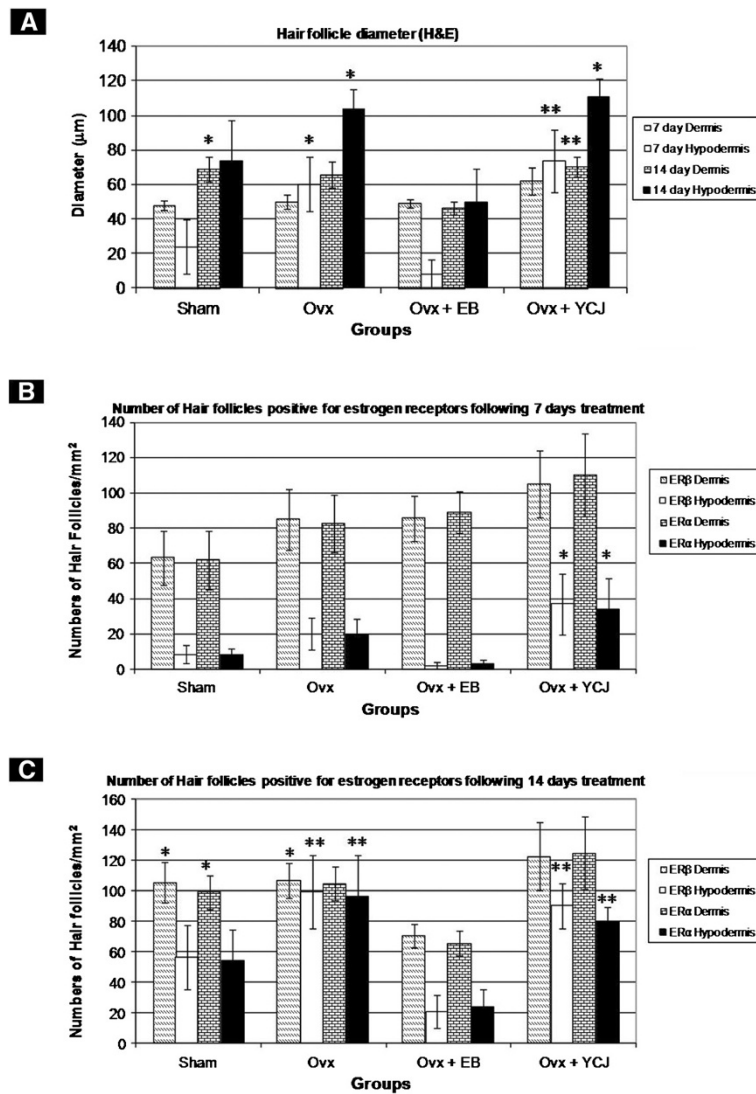 A
Hair follicle diameter (H&E)
Diameter (µm)
140
120
100
80
60
40
20
0
* * * ** ** *
Sham Ovx Ovx + EB Ovx + YCJ
Groups
7 day Dermis
7 day Hypodermis
14 day Dermis
14 day Hypodermis
B
Number of Hair follicles positive for estrogen receptors following 7 days treatment
Numbers of Hair Follicles/mm²
140
120
100
80
60
40
20
0
* *
Sham Ovx Ovx + EB Ovx + YCJ
Groups
ERβ Dermis
ERβ Hypodermis
ERα Dermis
ERα Hypodermis
C
Number of Hair follicles positive for estrogen receptors following 14 days treatment
Numbers of Hair follicles/mm²
160
140
120
100
80
60
40
20
0
* * * ** ** ** **
Sham Ovx Ovx + EB Ovx + YCJ
Groups
ERβ Dermis
ERβ Hypodermis
ERα Dermis
ERα Hypodermis